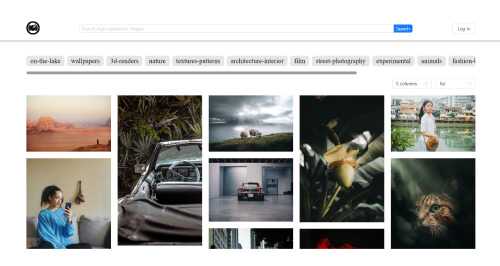 Search high-resolution images
Search
Log in
on-the-lake
wallpapers
3d-renders
nature
textures-patterns
architecture-interior
film
street-photography
experimental
animals
fashion-b
5 columns
list